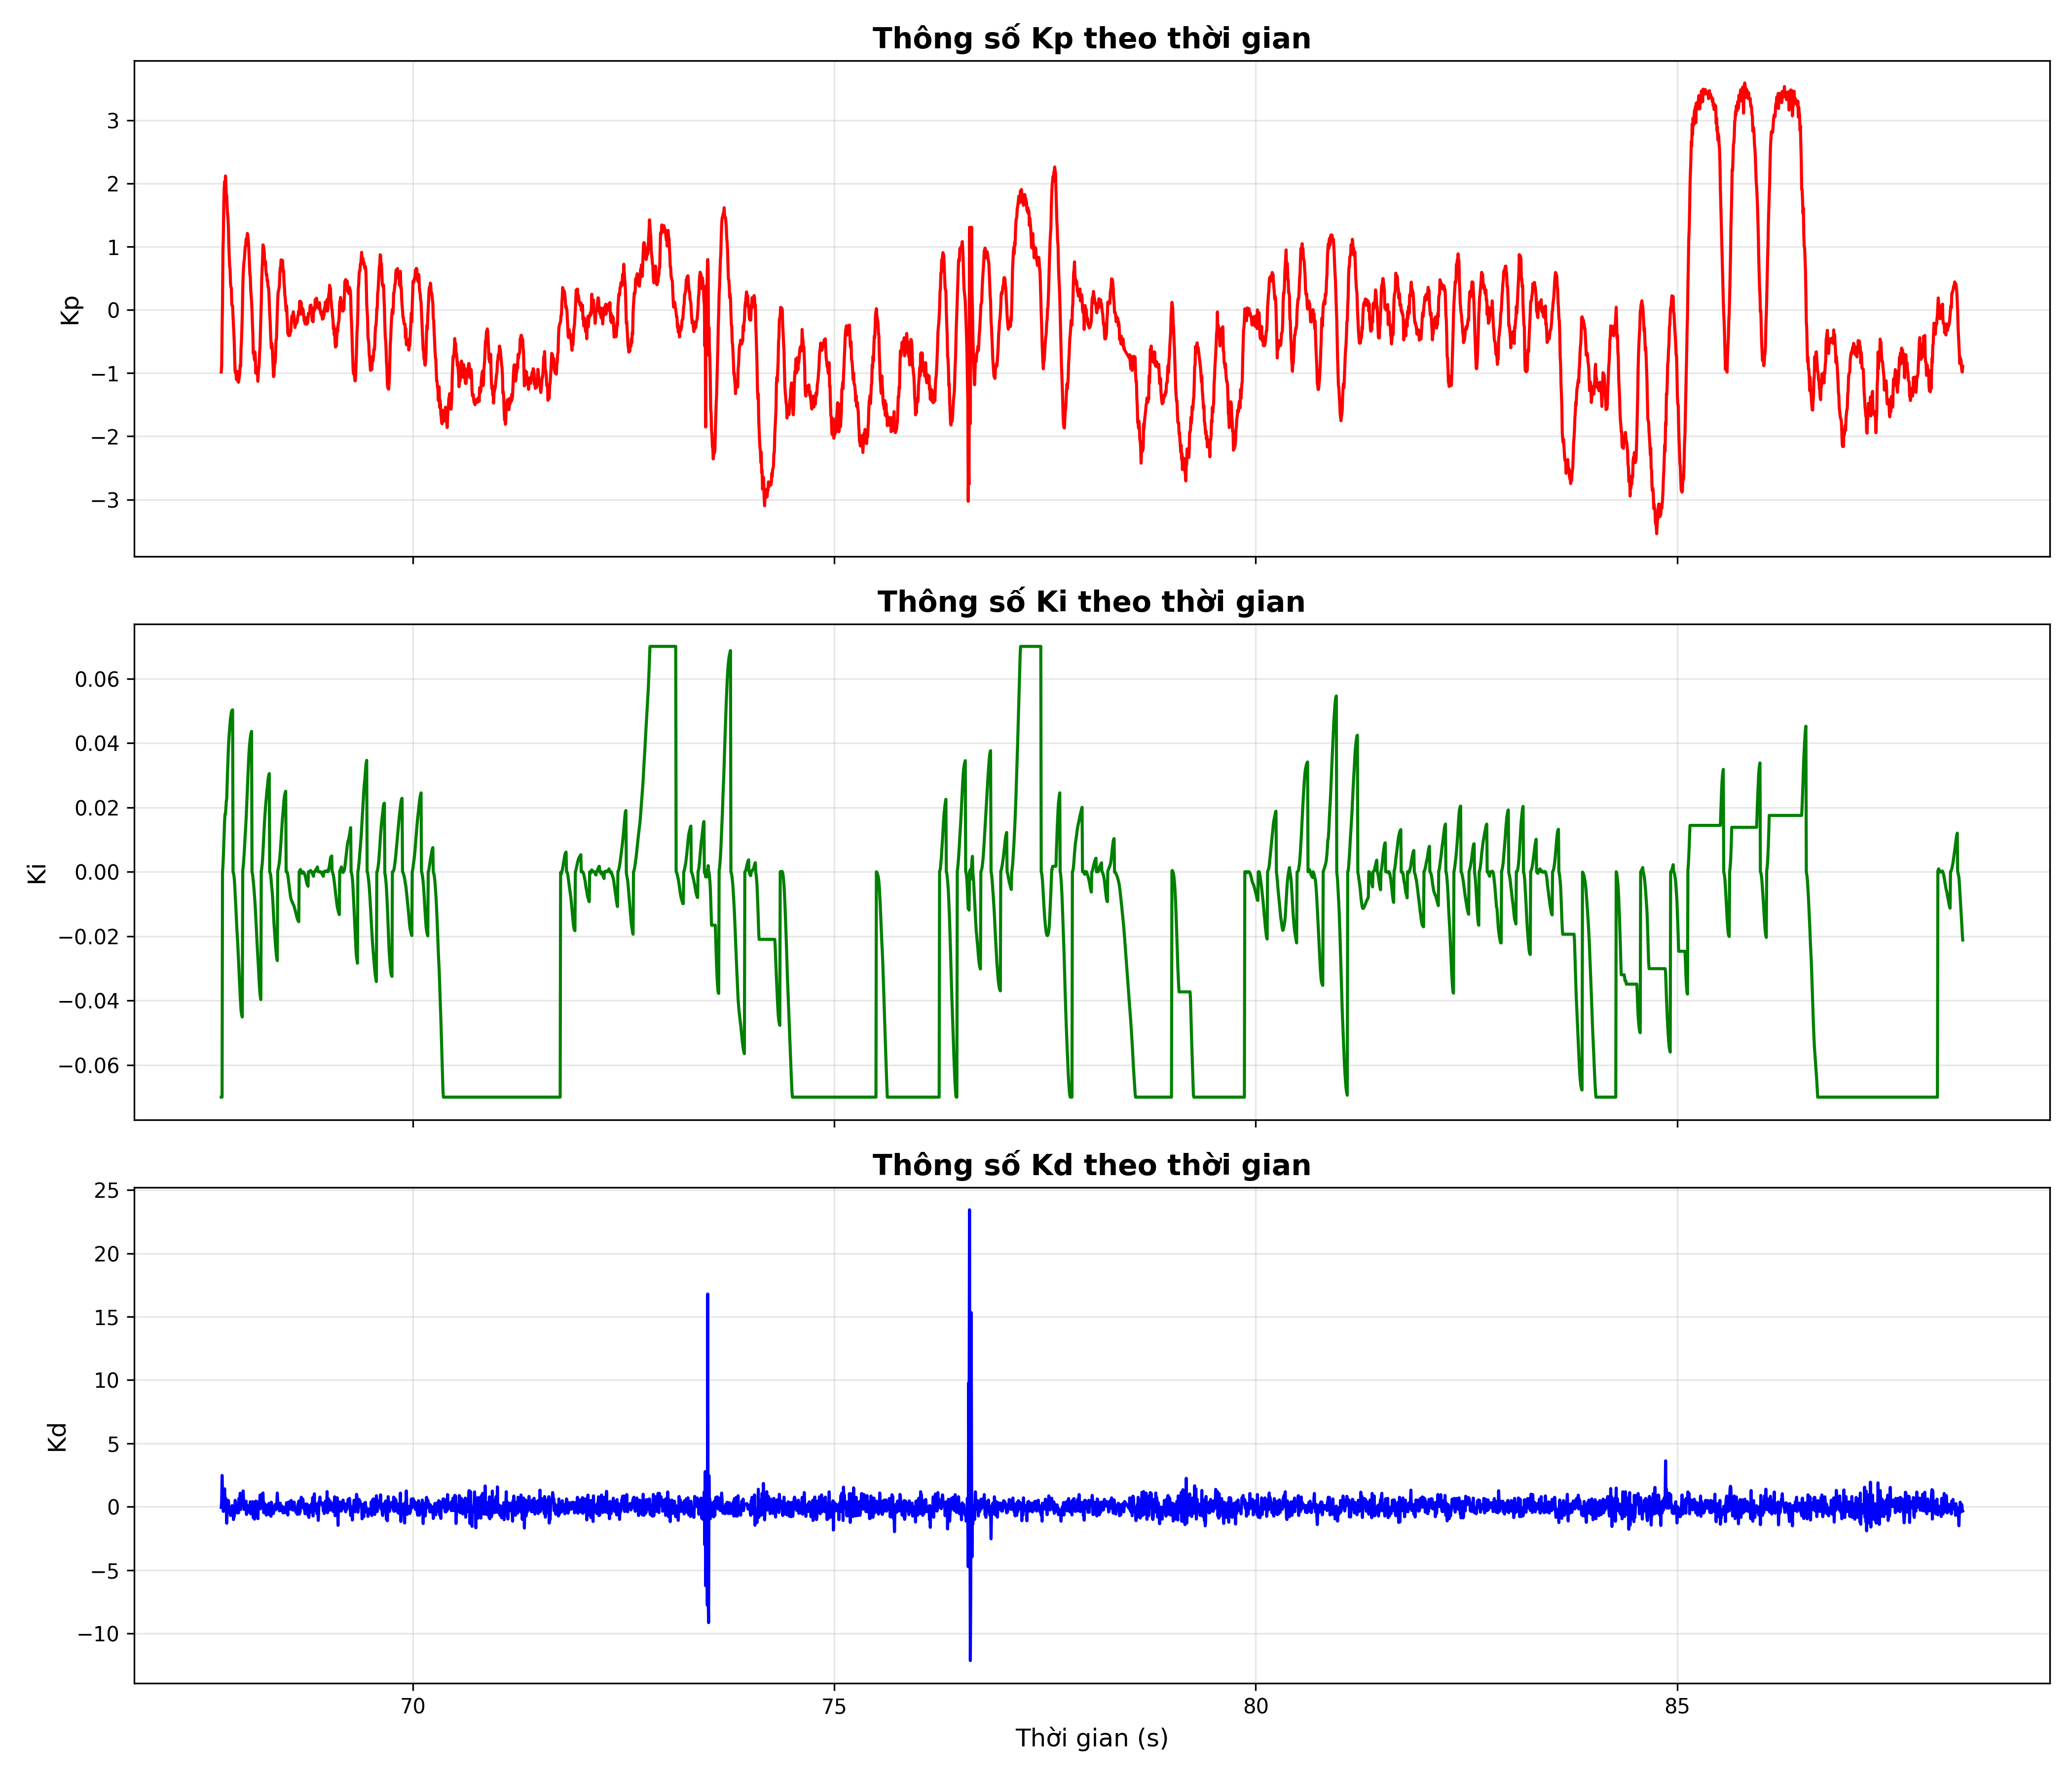 Thông số Kp theo thời gian
3
2
1
0
−1
−2
−3
Kp
Thông số Ki theo thời gian
0.06
0.04
0.02
0.00
−0.02
−0.04
−0.06
Ki
Thông số Kd theo thời gian
25
20
15
10
5
0
−5
−10
Kd
70 75 80 85
Thời gian (s)